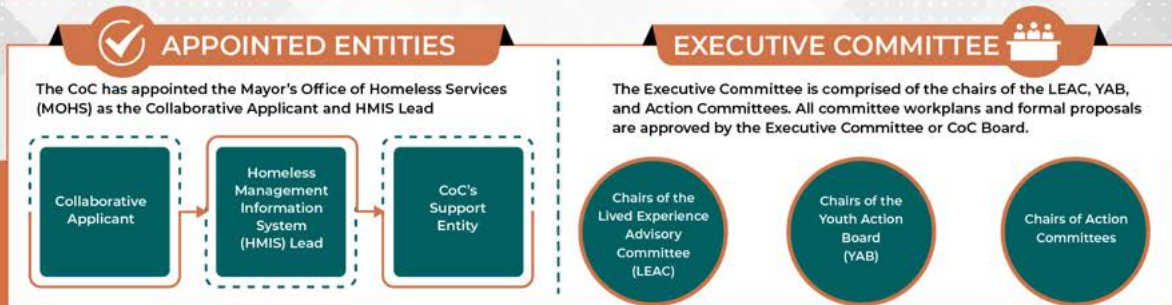 APPOINTED ENTITIES
The CoC has appointed the Mayor's Office of Homeless Services
(MOHS) as the Collaborative Applicant and HMIS Lead
Collaborative
Applicant
Homeless
Management
Information
System
(HMIS) Lead
CoC's
Support
Entity
EXECUTIVE COMMITTEE
The Executive Committee is comprised of the chairs of the LEAC, YAB,
and Action Committees. All committee workplans and formal proposals
are approved by the Executive Committee or CoC Board.
Chairs of the
Lived Experience
Advisory
Committee
(LEAC)
Chairs of the
Youth Action
Board
(YAB)
Chairs of Action
Committees